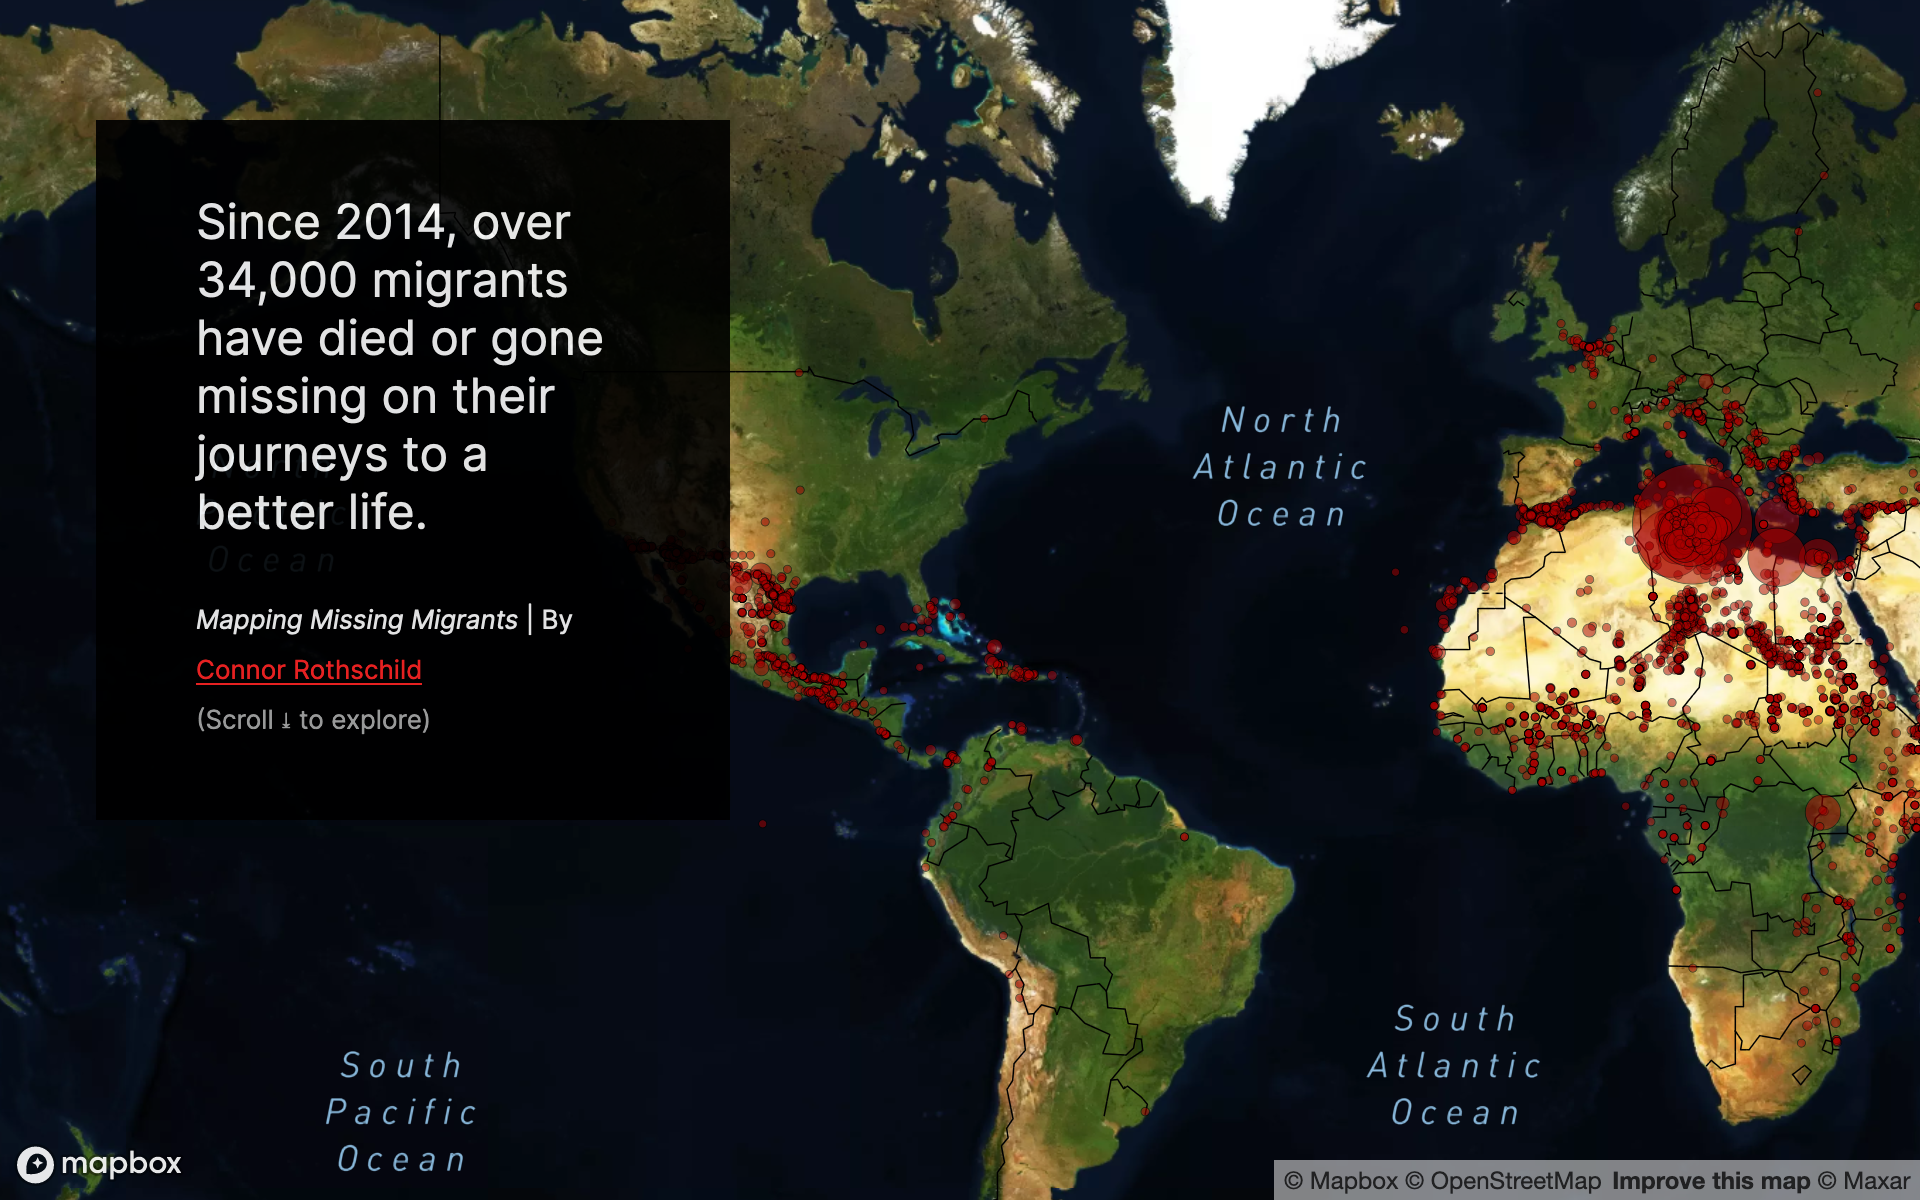 Since 2014, over
34,000 migrants
have died or gone
missing on their
journeys to a
better life.
Mapping Missing Migrants | By
Connor Rothschild
(Scroll ↓ to explore)
Ocean
North
Atlantic
Ocean
South
Pacific
Ocean
South
Atlantic
Ocean
mapbox
© Mapbox © OpenStreetMap Improve this map © Maxar